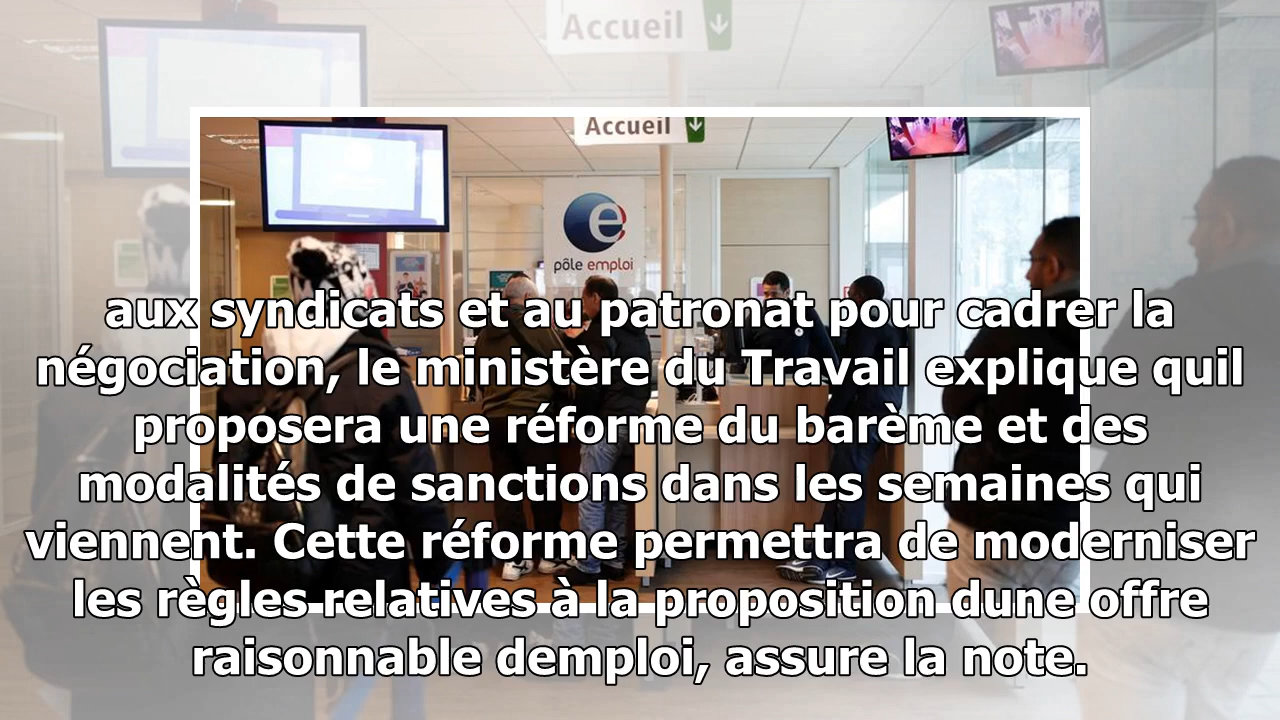 Accueil
Accueil
pôle emploi
aux syndicats et au patronat pour cadrer la
négociation, le ministère du Travail explique quil
proposera une réforme du barème et des
modalités de sanctions dans les semaines qui
viennent. Cette réforme permettra de moderniser
les règles relatives à la proposition dune offre
raisonnable demploi, assure la note.